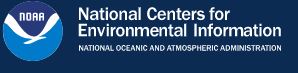 NOAA
National Centers for
Environmental Information
NATIONAL OCEANIC AND ATMOSPHERIC ADMINISTRATION